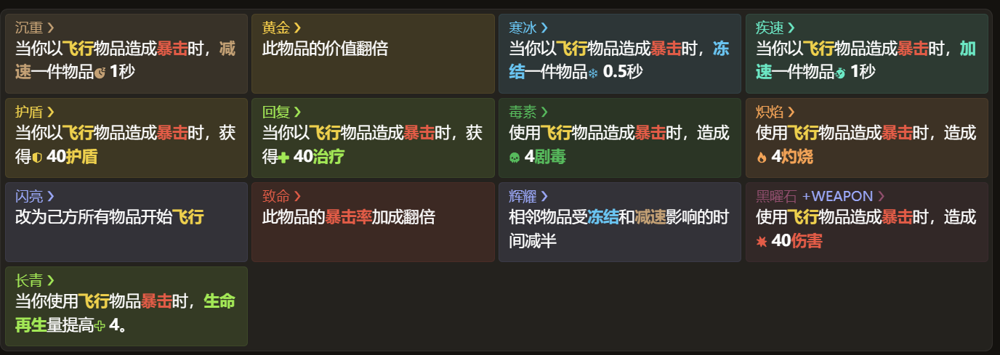 沉重
当你以飞行物品造成暴击时，减
速一件物品 1秒
黄金
此物品的价值翻倍
寒冰
当你以飞行物品造成暴击时，冻
结一件物品 0.5秒
疾速
当你以飞行物品造成暴击时，加
速一件物品 1秒
护盾
当你以飞行物品造成暴击时，获
得 40护盾
回复
当你以飞行物品造成暴击时，获
得 40治疗
毒素
使用飞行物品造成暴击时，造成
4剧毒
炽焰
使用飞行物品造成暴击时，造成
4灼烧
闪亮
改为己方所有物品开始飞行
致命
此物品的暴击率加成翻倍
辉耀
相邻物品受冻结和减速影响的时
间减半
黑曜石 +WEAPON
使用飞行物品造成暴击时，造成
40伤害
长青
当你使用飞行物品暴击时，生命
再生量提高 4。